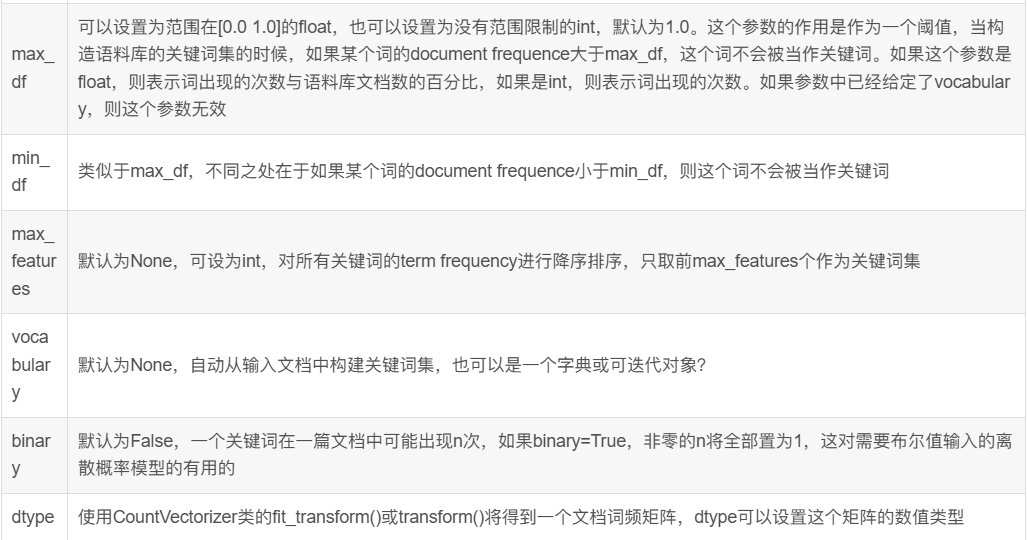 max_
df
可以设置为范围在[0.0 1.0]的float，也可以设置为没有范围限制的int，默认为1.0。这个参数的作用是作为一个阈值，当构
造语料库的关键词集的时候，如果某个词的document frequence大于max_df，这个词不会被当作关键词。如果这个参数是
float，则表示词出现的次数与语料库文档数的百分比，如果是int，则表示词出现的次数。如果参数中已经给定了vocabular
y，则这个参数无效
min_
df
类似于max_df，不同之处在于如果某个词的document frequence小于min_df，则这个词不会被当作关键词
max_
featur
es
默认为None，可设为int，对所有关键词的term frequency进行降序排序，只取前max_features个作为关键词集
voca
bular
y
默认为None，自动从输入文档中构建关键词集，也可以是一个字典或可迭代对象？
binar
y
默认为False，一个关键词在一篇文档中可能出现n次，如果binary=True，非零的n将全部置为1，这对需要布尔值输入的离
散概率模型的有用的
dtype
使用CountVectorizer类的fit_transform()或transform()将得到一个文档词频矩阵，dtype可以设置这个矩阵的数值类型